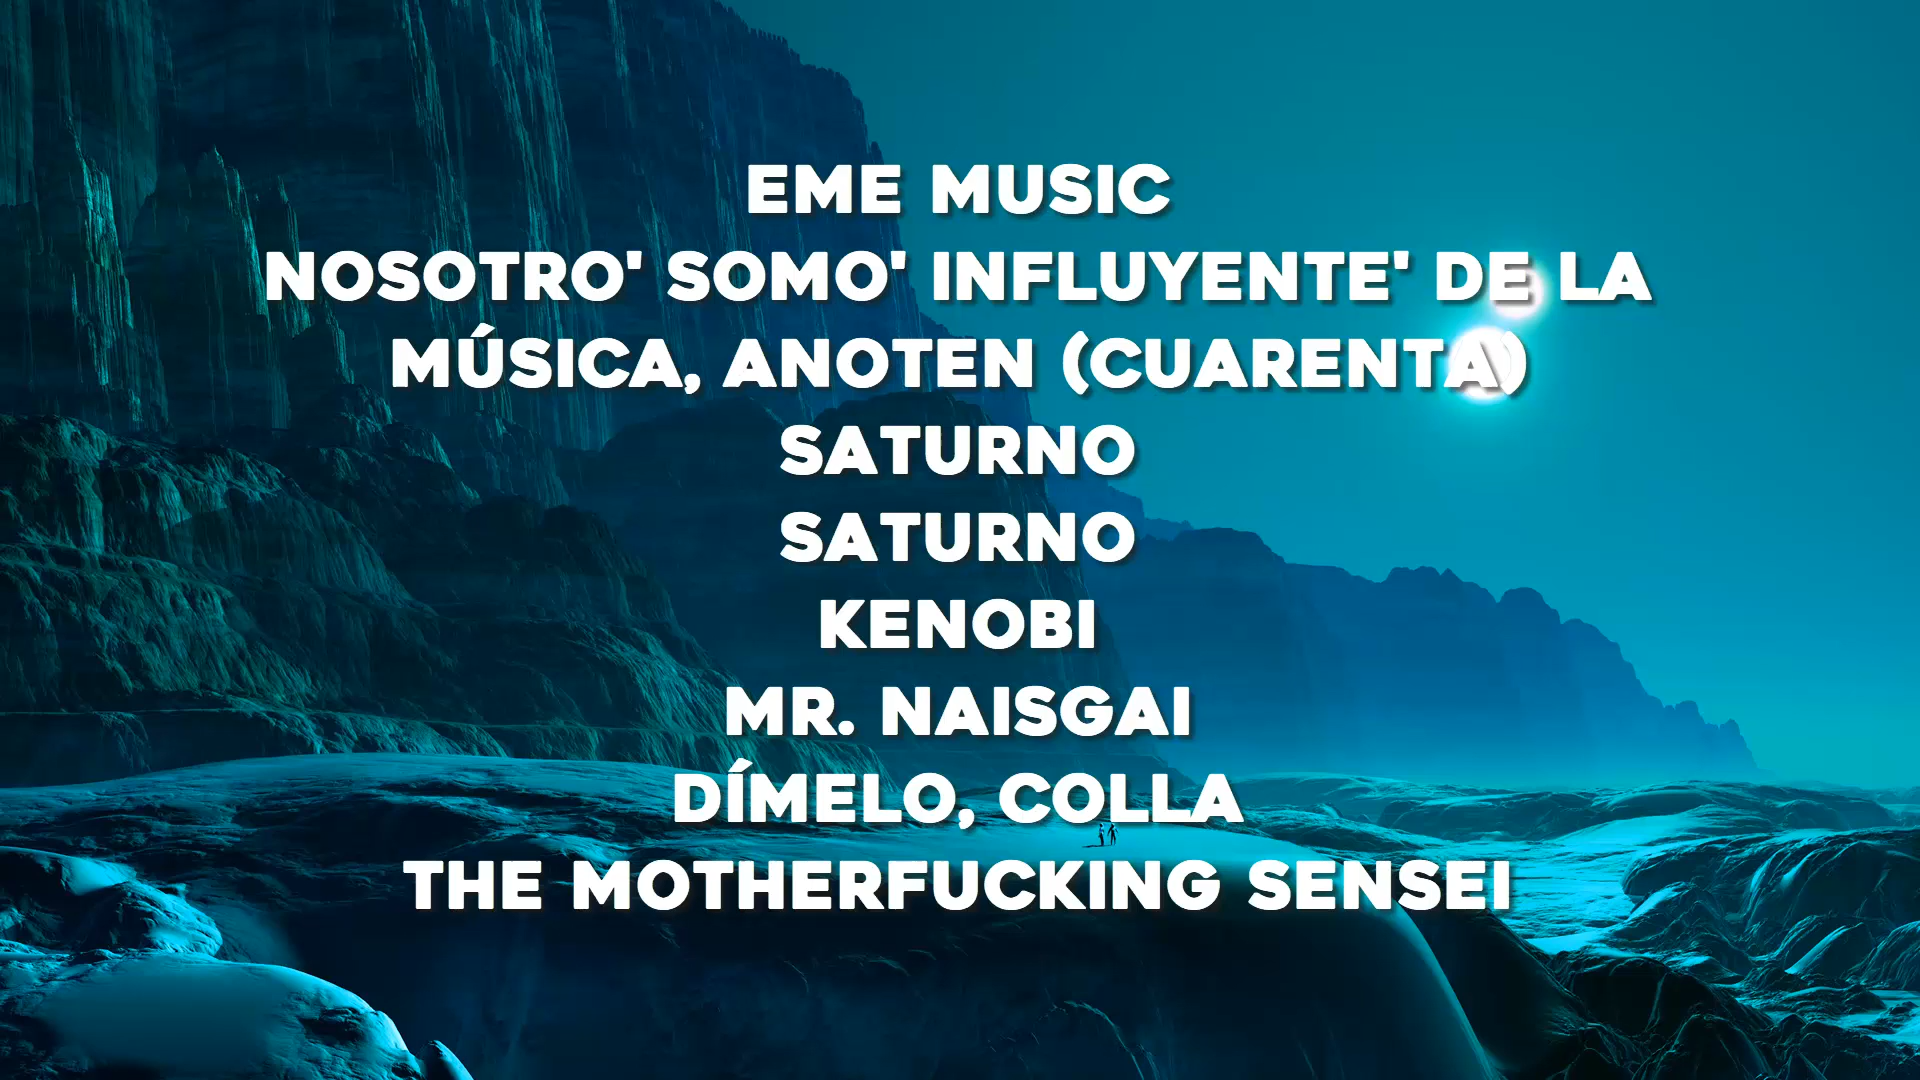 EME MUSIC
NOSOTRO' SOMO' INFLUYENTE' DE LA
MÚSICA, ANOTEN (CUARENTA)
SATURNO
SATURNO
KENOBI
MR. NAISGAI
DÍMELO, COLLA
THE MOTHERFUCKING SENSEI